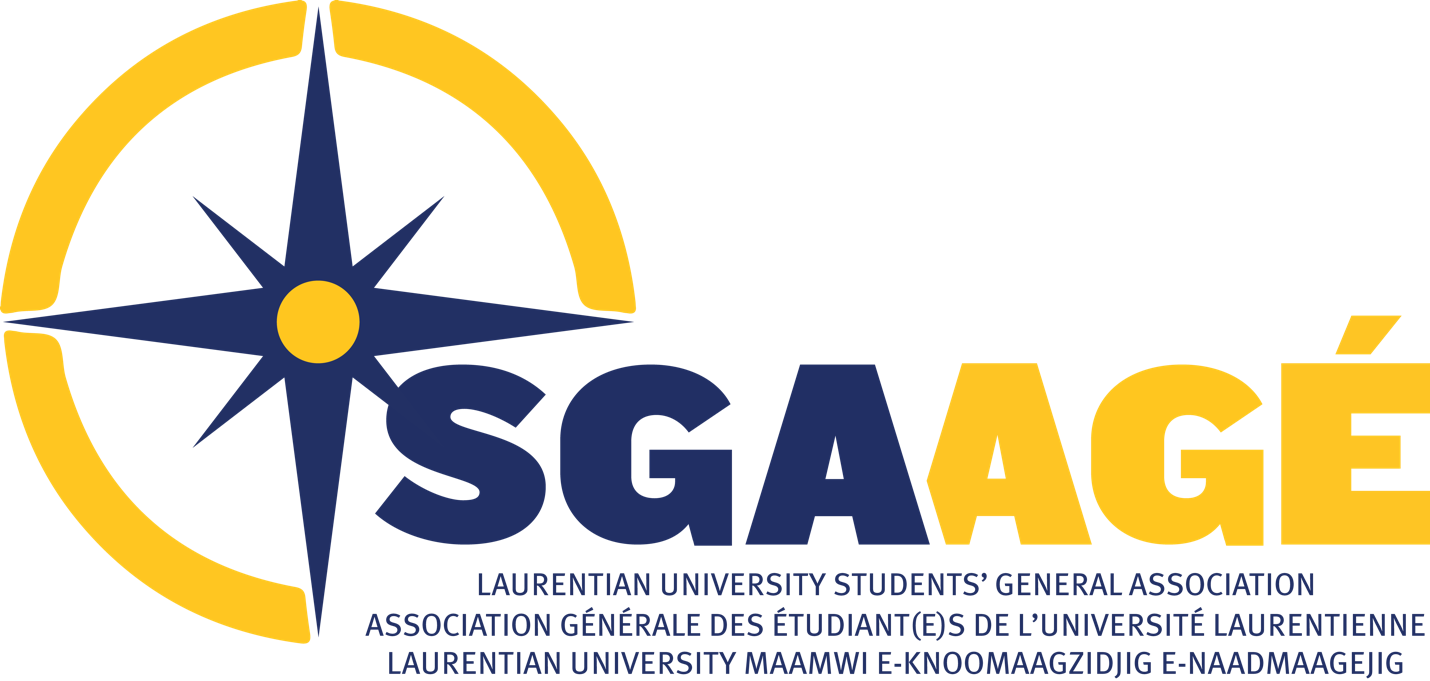 SGAAGÉ
LAURENTIAN UNIVERSITY STUDENTS’ GENERAL ASSOCIATION
ASSOCIATION GÉNÉRALE DES ÉTUDIANT(E)S DE L’UNIVERSITÉ LAURENTIENNE
LAURENTIAN UNIVERSITY MAAMWI E-KNOOMAAGZIDJIG E-NAADMAAGEJIG